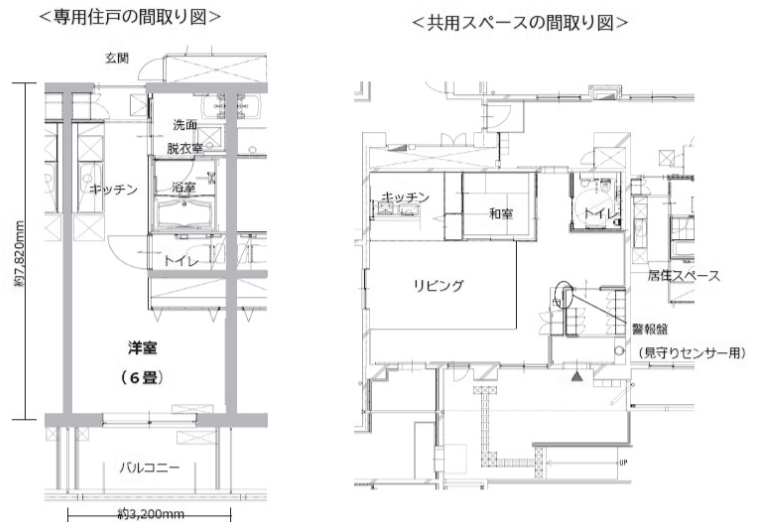 ＜専用住戸の間取り図＞
玄関
洗面
脱衣室
キッチン
浴室
トイレ
洋室
（６畳）
バルコニー
約7,820mm
約3,200mm
＜共用スペースの間取り図＞
キッチン
和室
トイレ
リビング
居住スペース
警報盤
（見守りセンサー用）
UP